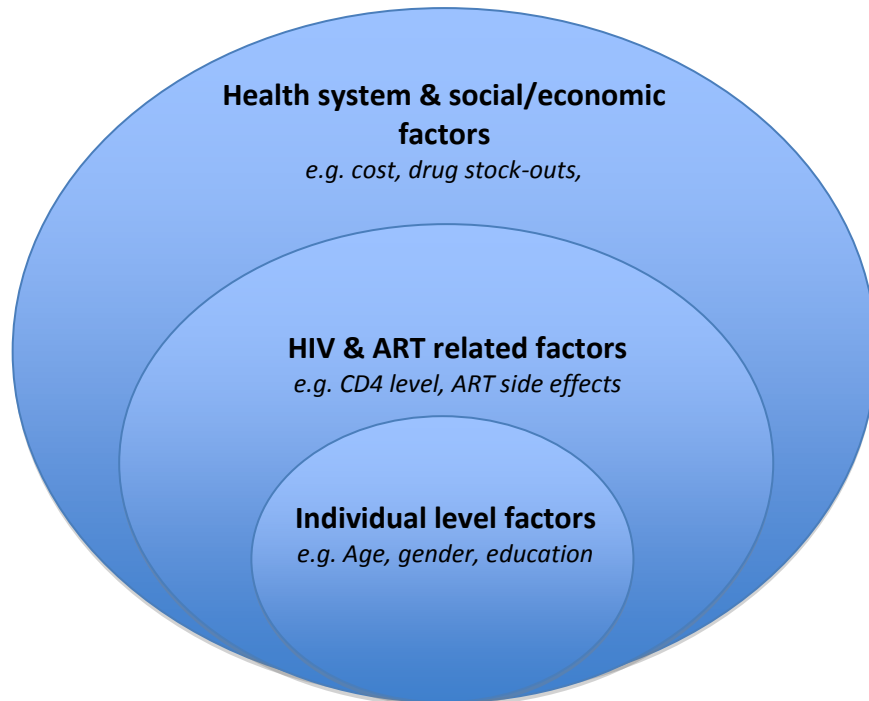 Health system & social/economic
factors
e.g. cost, drug stock-outs,
HIV & ART related factors
e.g. CD4 level, ART side effects
Individual level factors
e.g. Age, gender, education